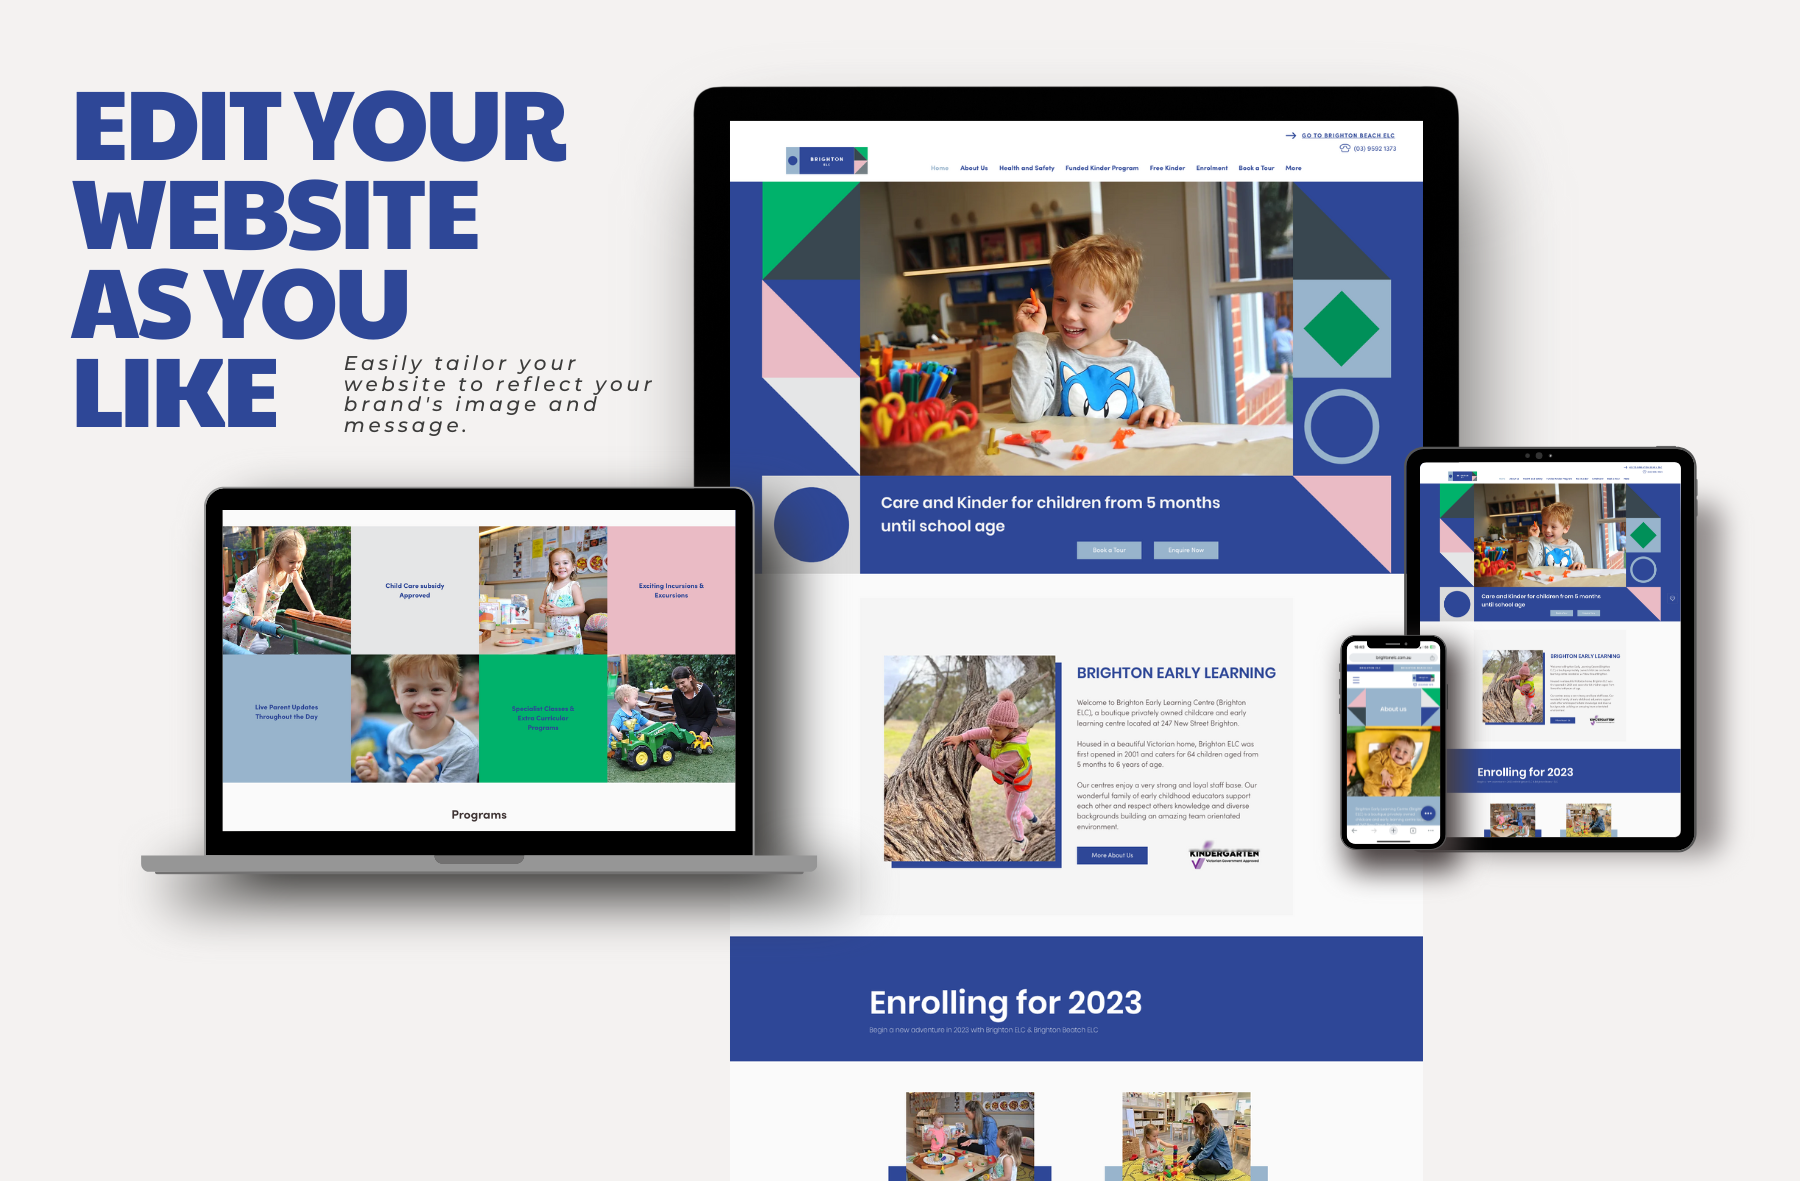 EDIT YOUR
WEBSITE
AS YOU
LIKE
Easily tailor your
website to reflect your
brand's image and
message.
GO TO BRIGHTON BEACH ELC
(03) 9592 1373
BRIGHTON
ELC
Home About Us Health and Safety Funded Kinder Program Free Kinder Enrolment Book a Tour More
Care and Kinder for children from 5 months
until school age
Book a Tour Enquire Now
BRIGHTON EARLY LEARNING
Welcome to Brighton Early Learning Centre (Brighton
ELC), a boutique privately owned childcare and early
learning centre located at 247 New Street Brighton.
Housed in a beautiful Victorian home, Brighton ELC was
first opened in 2001 and caters for 64 children aged from
5 months to 6 years of age.
Our centres enjoy a very strong and loyal staff base. Our
wonderful family of early childhood educators support
each other and respect others knowledge and diverse
backgrounds building an amazing team orientated
environment.
More About Us
KINDERGARTEN
Victorian Government Approved
Enrolling for 2023
Begin a new adventure in 2023 with Brighton ELC & Brighton Beatch ELC
Child Care subsidy
Approved
Exciting Incursions &
Excursions
Live Parent Updates
Throughout the Day
Specialist Classes &
Extra Curricular
Programs
Programs
brightonelc.com.au
About us
Care and Kinder for children from 5 months
until school age
BRIGHTON EARLY LEARNING
KINDERGARTEN
Enrolling for 2023